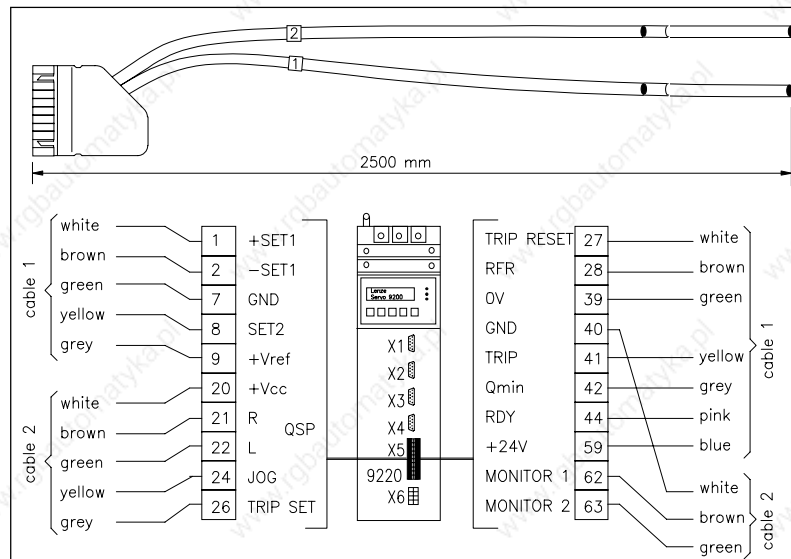 2
1
2500 mm
cable 1
white 1 +SET1
brown 2 −SET1
green 7 GND
yellow 8 SET2
grey 9 +Vref
cable 2
white 20 +Vcc
brown 21 R
QSP
green 22 L
yellow 24 JOG
grey 26 TRIP SET
Lenze
Servo 9200
X1
X2
X3
X4
X5
9220
X6
TRIP RESET 27 white
RFR 28 brown
0V 39 green
GND 40
TRIP 41 yellow
Qmin 42 grey
RDY 44 pink
+24V 59 blue
cable 1
MONITOR 1 62 white
MONITOR 2 63 brown
green
cable 2
www.rgbautomatyka.pl